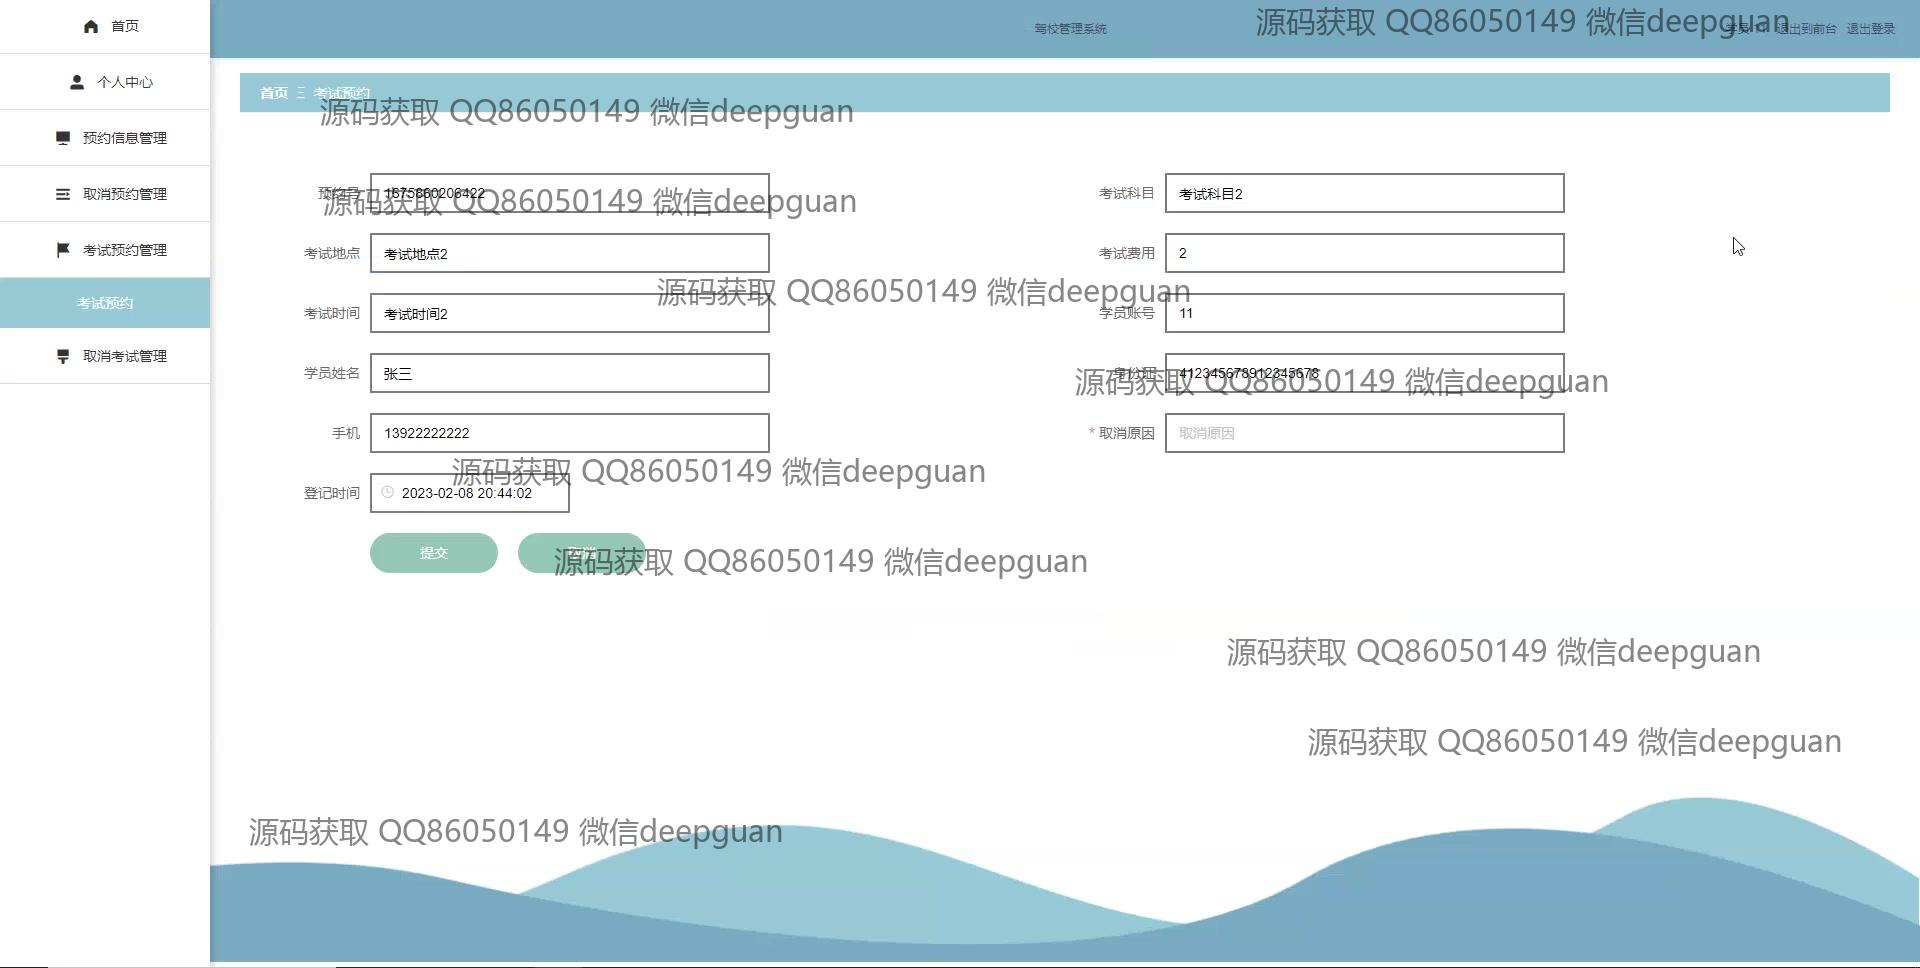 首页
个人中心
预约信息管理
取消预约管理
考试预约管理
考试预约
取消考试管理
驾校管理系统
源码获取 QQ86050149 微信deepguan
退出到前台 退出登录
首页 Ξ 考试预约
源码获取 QQ86050149 微信deepguan
预约号 1675860206422
考试科目 考试科目2
源码获取 QQ86050149 微信deepguan
考试地点 考试地点2
考试费用 2
源码获取 QQ86050149 微信deepguan
考试时间 考试时间2
学员账号 11
学员姓名 张三
身份证 412345678912345678
源码获取 QQ86050149 微信deepguan
手机 13922222222
* 取消原因 取消原因
源码获取 QQ86050149 微信deepguan
登记时间 2023-02-08 20:44:02
提交 取消
源码获取 QQ86050149 微信deepguan
源码获取 QQ86050149 微信deepguan
源码获取 QQ86050149 微信deepguan
源码获取 QQ86050149 微信deepguan